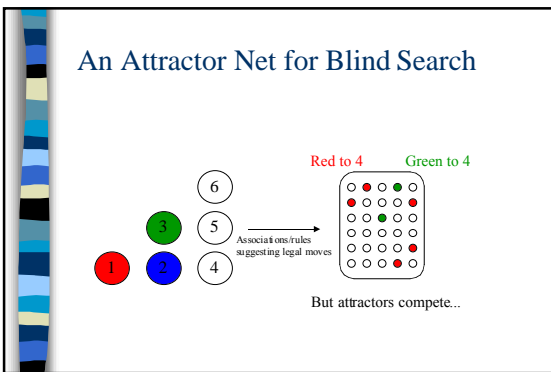 An Attractor Net for Blind Search
Red to 4 Green to 4
6
3 5
Associations/rules
suggesting legal moves
1 2 4
But attractors compete...